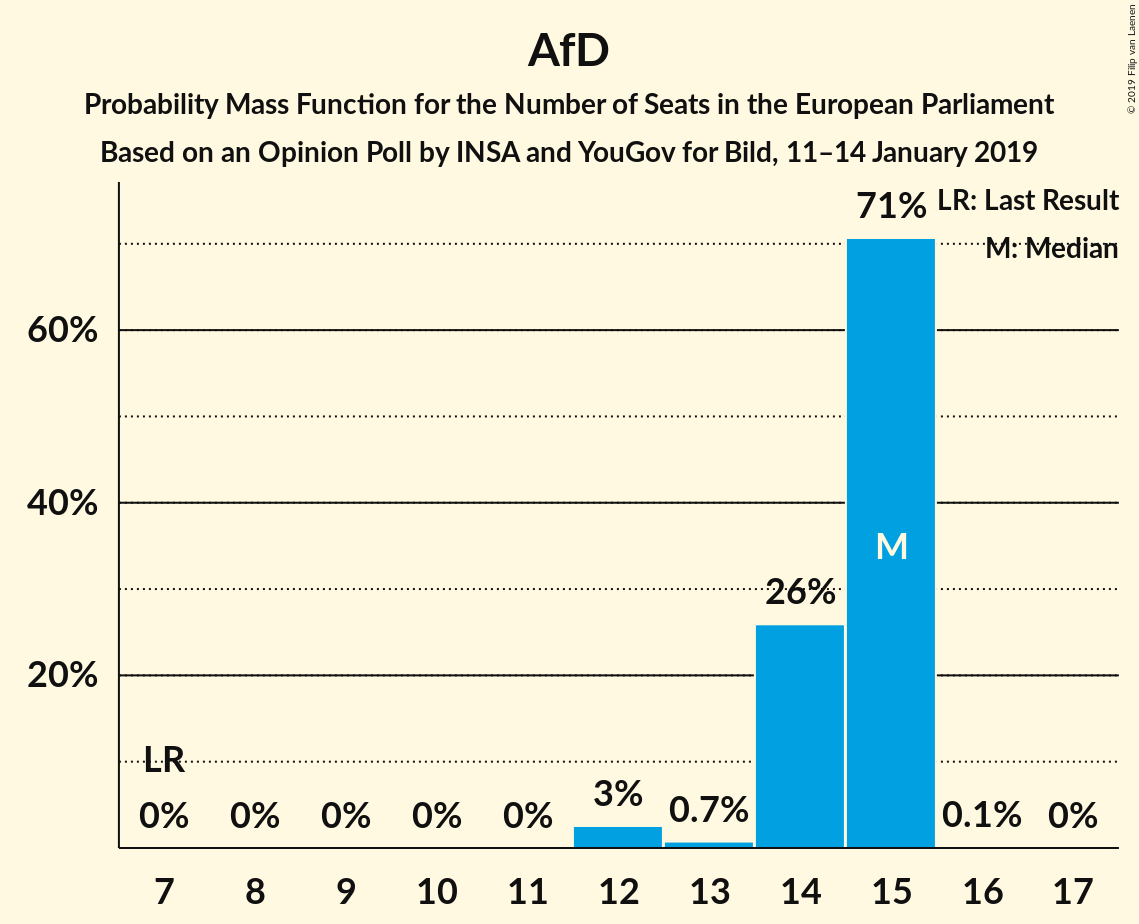 AfD
Probability Mass Function for the Number of Seats in the European Parliament
Based on an Opinion Poll by INSA and YouGov for Bild, 11–14 January 2019
© 2019 Filip van Laenen
LR: Last Result
M: Median
60%
40%
20%
LR
0%
0%
0%
0%
0%
3%
0.7%
26%
71%
M
0.1%
0%
7 8 9 10 11 12 13 14 15 16 17